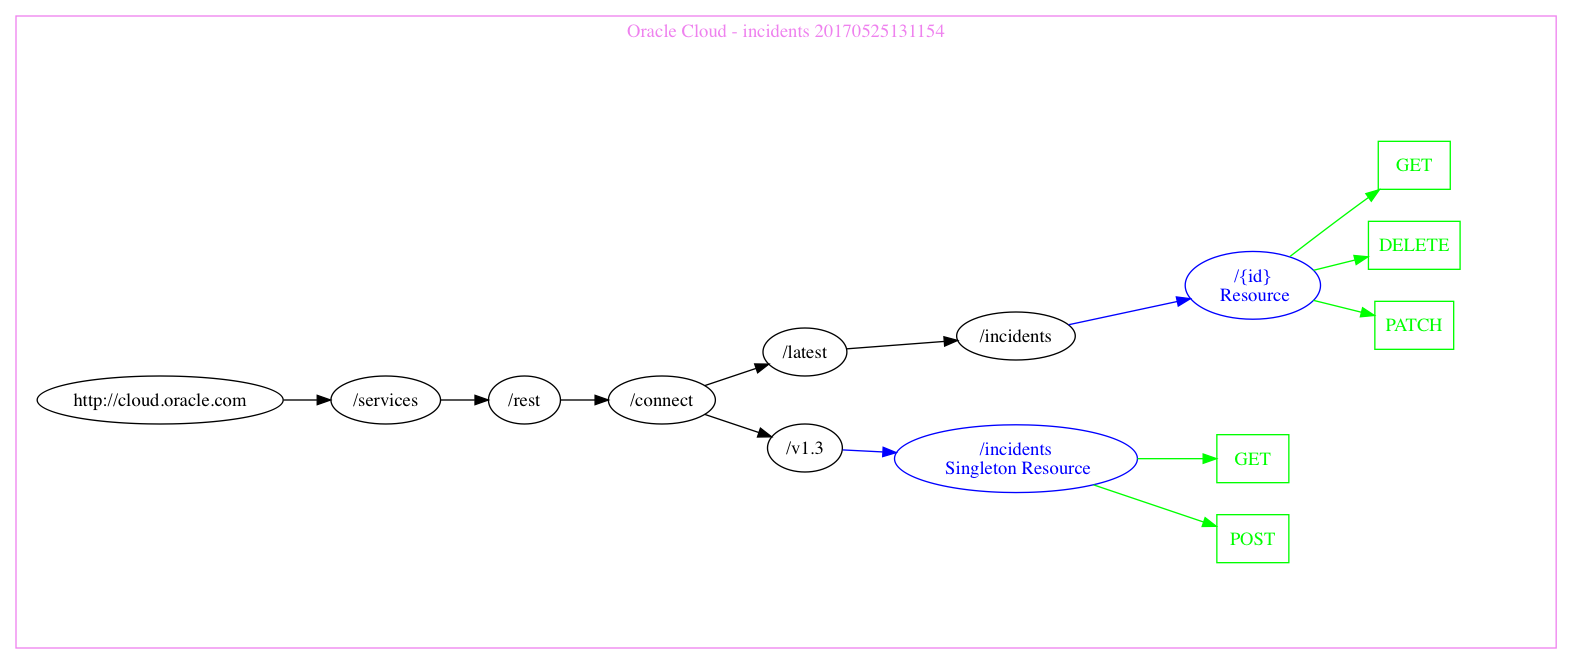 Oracle Cloud - incidents 20170525131154
http://cloud.oracle.com
/services
/rest
/connect
/latest
/incidents
/{id}
Resource
GET
DELETE
PATCH
/v1.3
/incidents
Singleton Resource
GET
POST